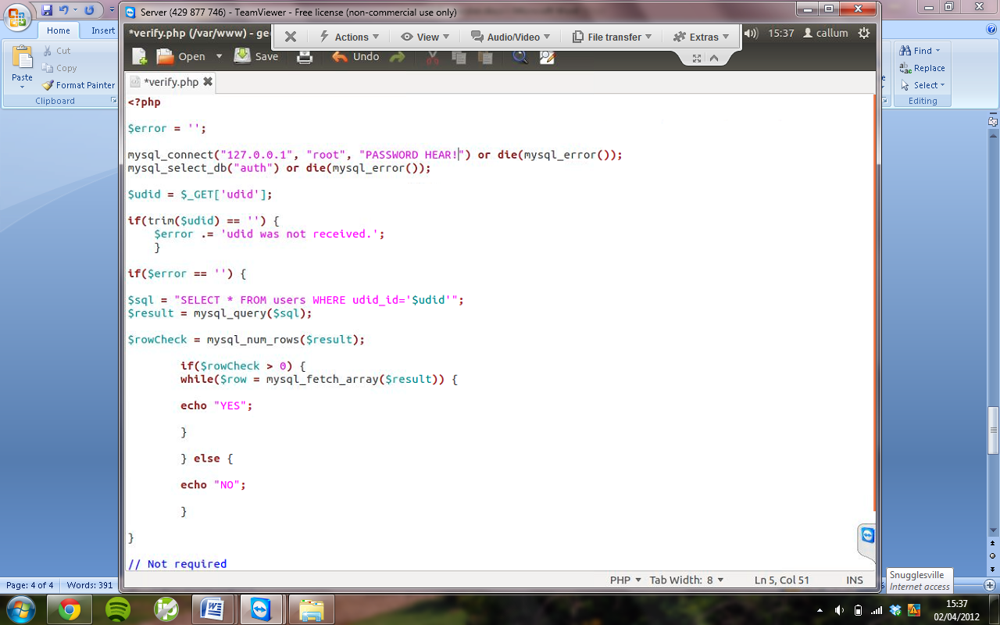 Server (429 877 746) - TeamViewer - Free license (non-commercial use only)
Home Insert
Cut
Copy
Format Painter
Paste
Clipboard
*verify.php (/var/www) - ge
Actions View Audio/Video File transfer Extras
15:37 callum
Open Save Undo
Find
Replace
Select
Editing
*verify.php
<?php
$error = '';
mysql_connect("127.0.0.1", "root", "PASSWORD HEAR!") or die(mysql_error());
mysql_select_db("auth") or die(mysql_error());
$udid = $_GET['udid'];
if(trim($udid) == '') {
$error .= 'udid was not received.';
}
if($error == '') {
$sql = "SELECT * FROM users WHERE udid_id='$udid'";
$result = mysql_query($sql);
$rowCheck = mysql_num_rows($result);
if($rowCheck > 0) {
while($row = mysql_fetch_array($result)) {
echo "YES";
}
} else {
echo "NO";
}
}
// Not required
PHP Tab Width: 8 Ln 5, Col 51 INS
Page: 4 of 4 Words: 391
Snugglesville
Internet access
15:37
02/04/2012